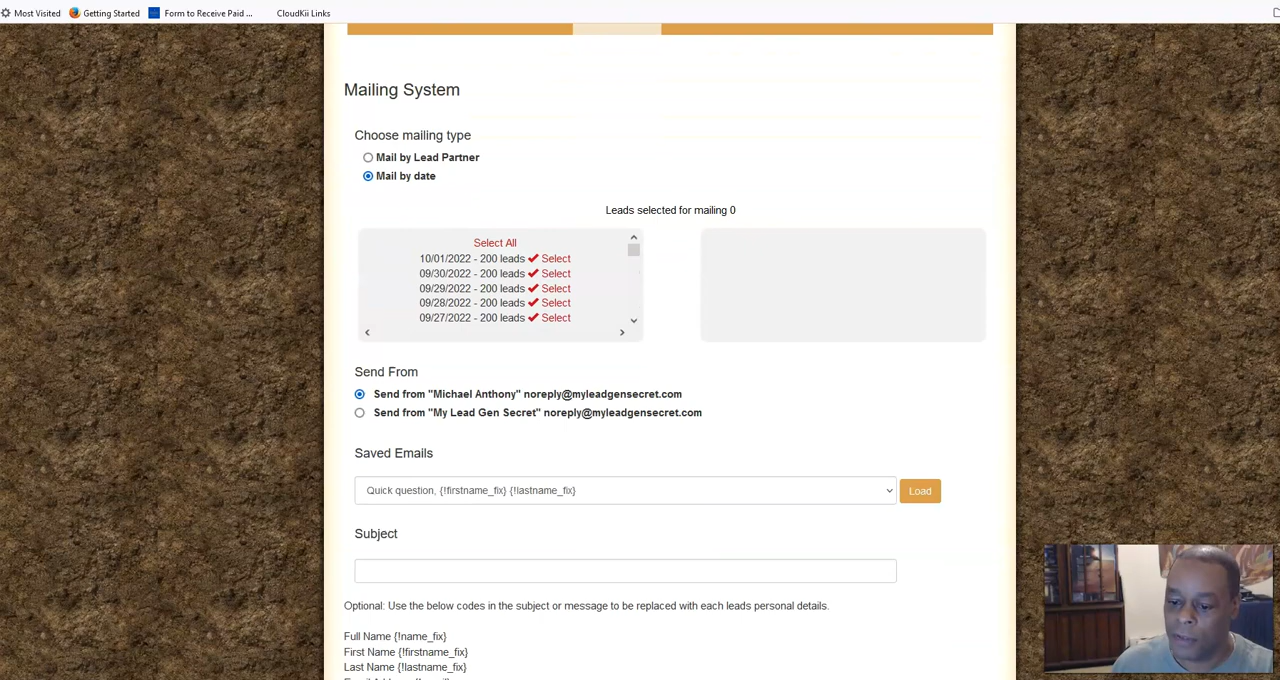 Most Visited Getting Started Form to Receive Paid ... CloudKii Links
Mailing System
Choose mailing type
Mail by Lead Partner
Mail by date
Leads selected for mailing 0
Select All
10/01/2022 - 200 leads ✔ Select
09/30/2022 - 200 leads ✔ Select
09/29/2022 - 200 leads ✔ Select
09/28/2022 - 200 leads ✔ Select
09/27/2022 - 200 leads ✔ Select
Send From
Send from "Michael Anthony" noreply@myleadgensecret.com
Send from "My Lead Gen Secret" noreply@myleadgensecret.com
Saved Emails
Quick question, {!firstname_fix} {!lastname_fix}
Load
Subject
Optional: Use the below codes in the subject or message to be replaced with each leads personal details.
Full Name {!name_fix}
First Name {!firstname_fix}
Last Name {!lastname_fix}